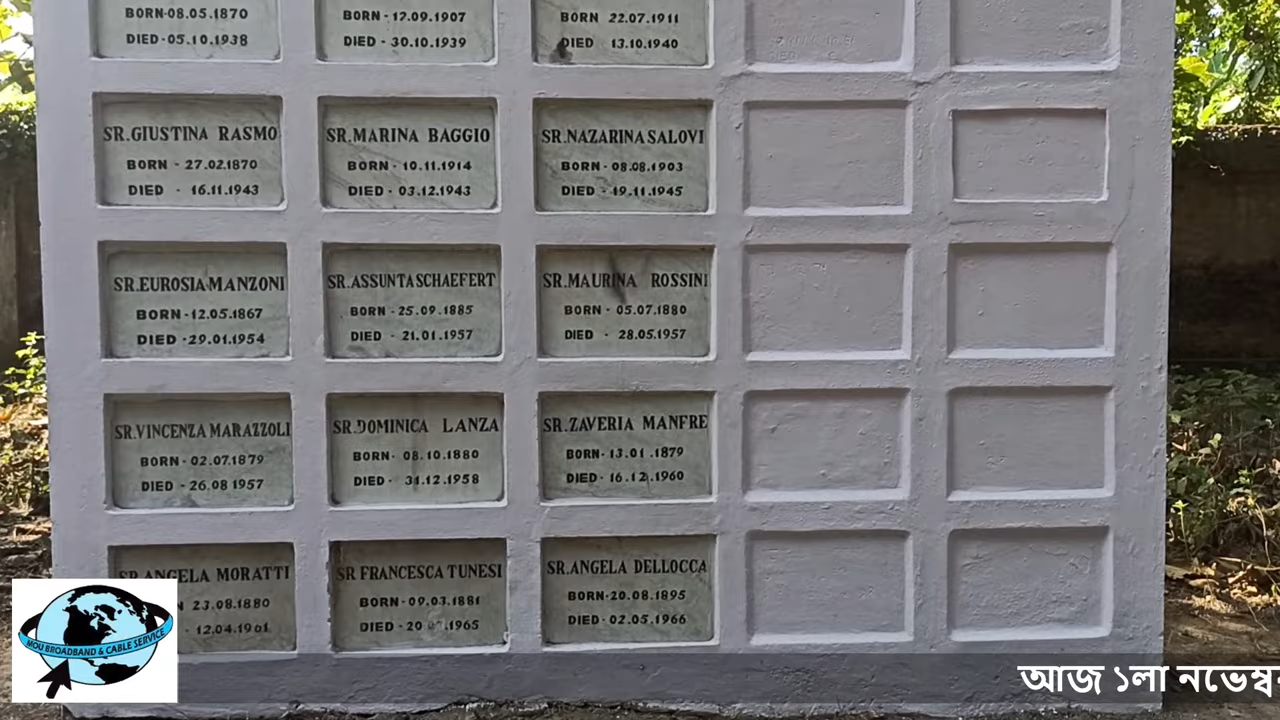 BORN-08.05.1870
DIED-05.10.1938
BORN - 12.09.1907
DIED - 30.10.1939
BORN 22.07.1911
DIED 13.10.1940
SR.GIUSTINA RASMO
BORN - 27.02.1870
DIED - 16.11.1943
SR.MARINA BAGGIO
BORN - 10.11.1914
DIED - 03.12.1943
SR.NAZARINA SALOVI
BORN - 08.08.1903
DIED - 19.11.1945
SR.EUROSIA MANZONI
BORN -12.05.1867
DIED -29.01.1954
SR.ASSUNTA SCHAEFERT
BORN - 25.09.1885
DIED - 21.01.1957
SR.MAURINA ROSSINI
BORN - 05.07.1880
DIED - 28.05.1957
SR.VINCENZA MARAZZOLI
BORN - 02.07.1879
DIED - 26.08 1957
SR.DOMINICA LANZA
BORN- 08.10.1880
DIED- 31.12.1958
SR.ZAVERIA MANFRE
BORN - 13.01.1879
DIED - 16.12.1960
SR.ANGELA MORATTI
23.08.1880
- 12.04.1961
SR FRANCESCA TUNESI
BORN-09.03.1881
DIED - 20 .1965
SR.ANGELA DELLOCCA
BORN-20.08.1895
DIED - 02.05.1966
MOU BROADBAND & CABLE SERVICE
আজ ১লা নভেম্বর